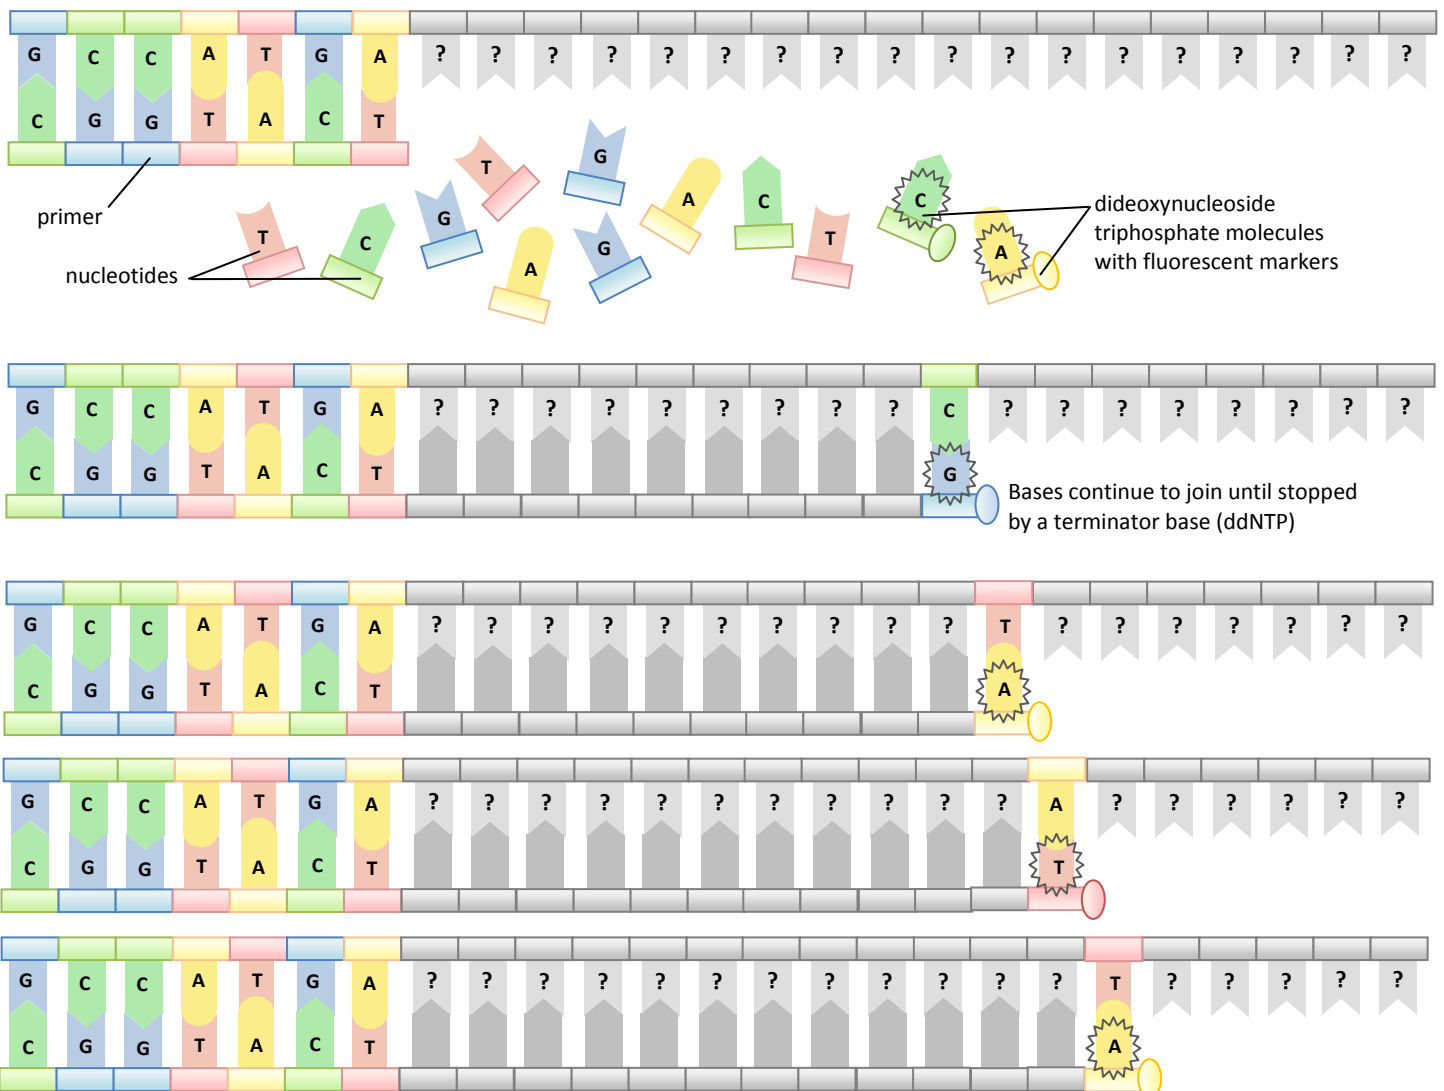 G C C A T G A ? ? ? ? ? ? ? ? ? ? ? ? ? ? ? ? ? ?
C G G T A C T
primer
nucleotides
T
C
G
T
A
G
G
A
C
T
C
A
dideoxynucleoside
triphosphate molecules
with fluorescent markers
G C C A T G A ? ? ? ? ? ? ? ? ? C ? ? ? ? ? ? ? ?
C G G T A C T G
Bases continue to join until stopped
by a terminator base (ddNTP)
G C C A T G A ? ? ? ? ? ? ? ? ? ? T ? ? ? ? ? ? ?
C G G T A C T A
G C C A T G A ? ? ? ? ? ? ? ? ? ? ? A ? ? ? ? ? ?
C G G T A C T T
G C C A T G A ? ? ? ? ? ? ? ? ? ? ? ? T ? ? ? ? ?
C G G T A C T A